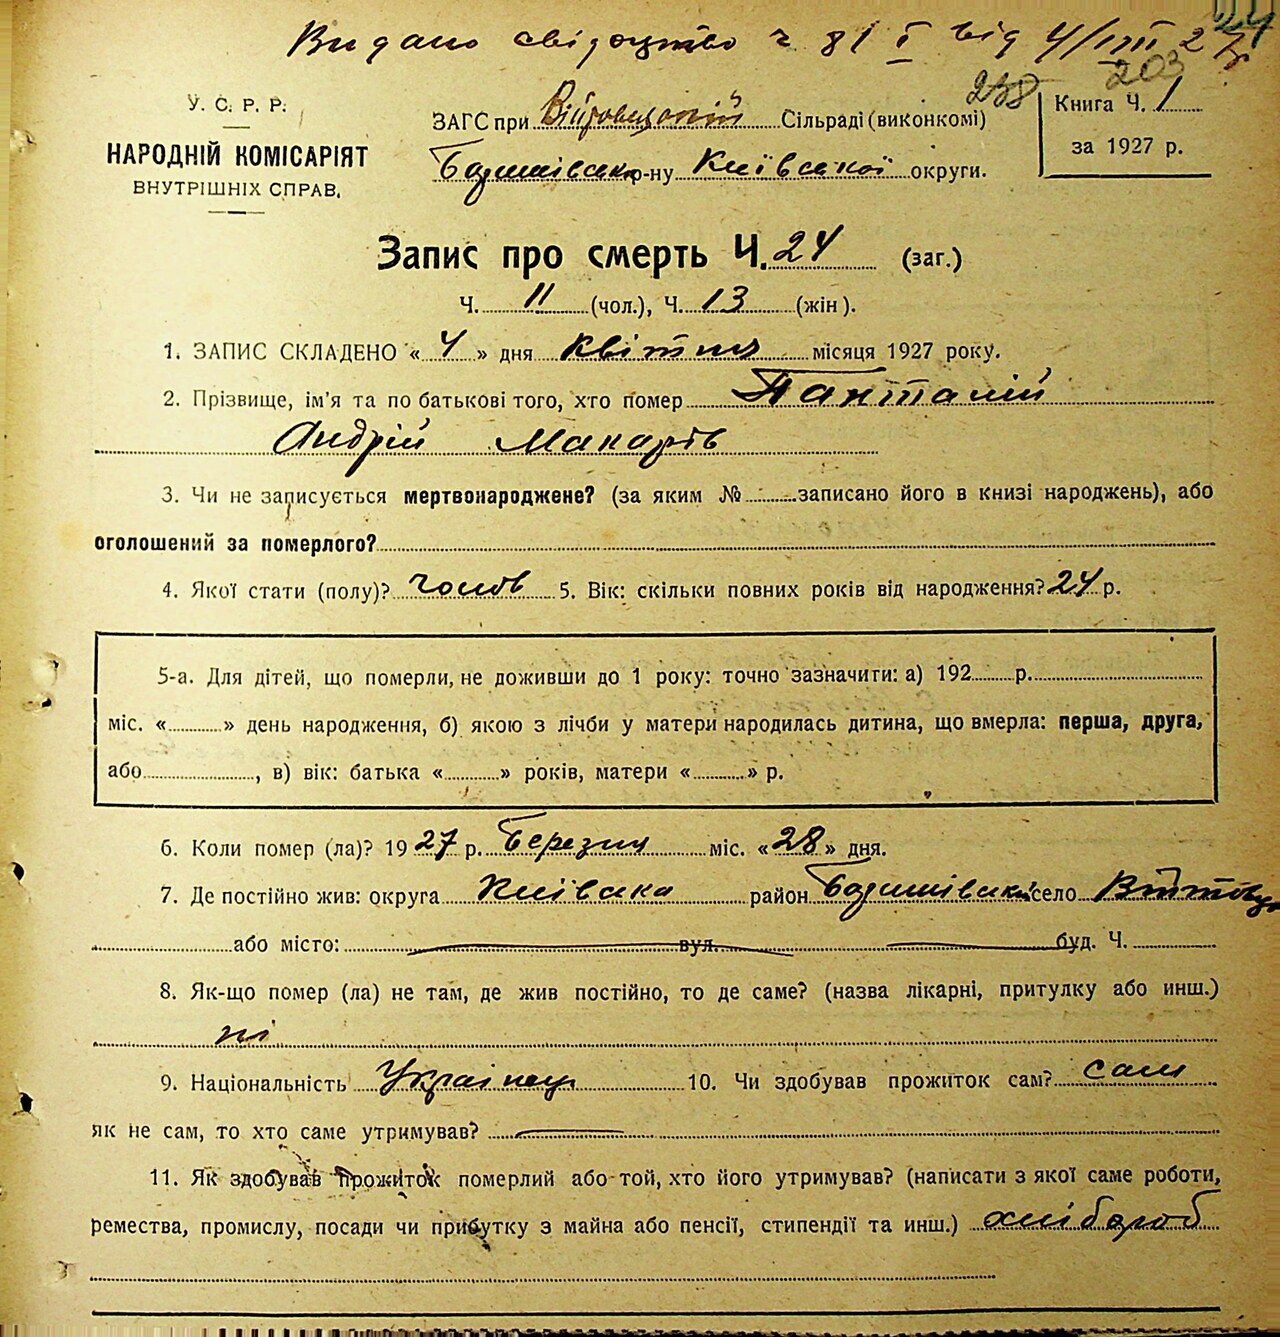 Видано свідоцтво ч 81 I від 4/III 27
24
238 203
У. С. Р. Р.
НАРОДНІЙ КОМІСАРІЯТ
ВНУТРІШНІХ СПРАВ.
ЗАГС при Сільраді (виконкомі)
р-ну Київської округи.
Книга Ч. 1
за 1927 р.
Запис про смерть Ч. 24 (заг.)
Ч. 11 (чол.), Ч. 13 (жін).
1. ЗАПИС СКЛАДЕНО « 4 » дня квітня місяця 1927 року.
2. Прізвище, ім'я та по батькові того, хто помер Панталій
Андрій Макарів
3. Чи не записується мертвонароджене? (за яким № записано його в книзі народжень), або
оголошений за померлого?
4. Якої стати (полу)? чолов 5. Вік: скільки повних років від народження? 24 р.
5-а. Для дітей, що померли, не доживши до 1 року: точно зазначити: а) 192 р.
міс. « » день народження, б) якою з лічби у матери народилась дитина, що вмерла: перша, друга,
або , в) вік: батька « » років, матери « » р.
6. Коли помер (ла)? 1927 р. Березня міс. «28» дня.
7. Де постійно жив: округа Київська район село
або місто: вул. буд. Ч.
8. Як-що помер (ла) не там, де жив постійно, то де саме? (назва лікарні, притулку або инш.)
ні
9. Національність Українець 10. Чи здобував прожиток сам? сам
як не сам, то хто саме утримував?
11. Як здобував прожиток померлий або той, хто його утримував? (написати з якої саме роботи,
ремества, промислу, посади чи прибутку з майна або пенсії, стипендії та инш.) хлібороб